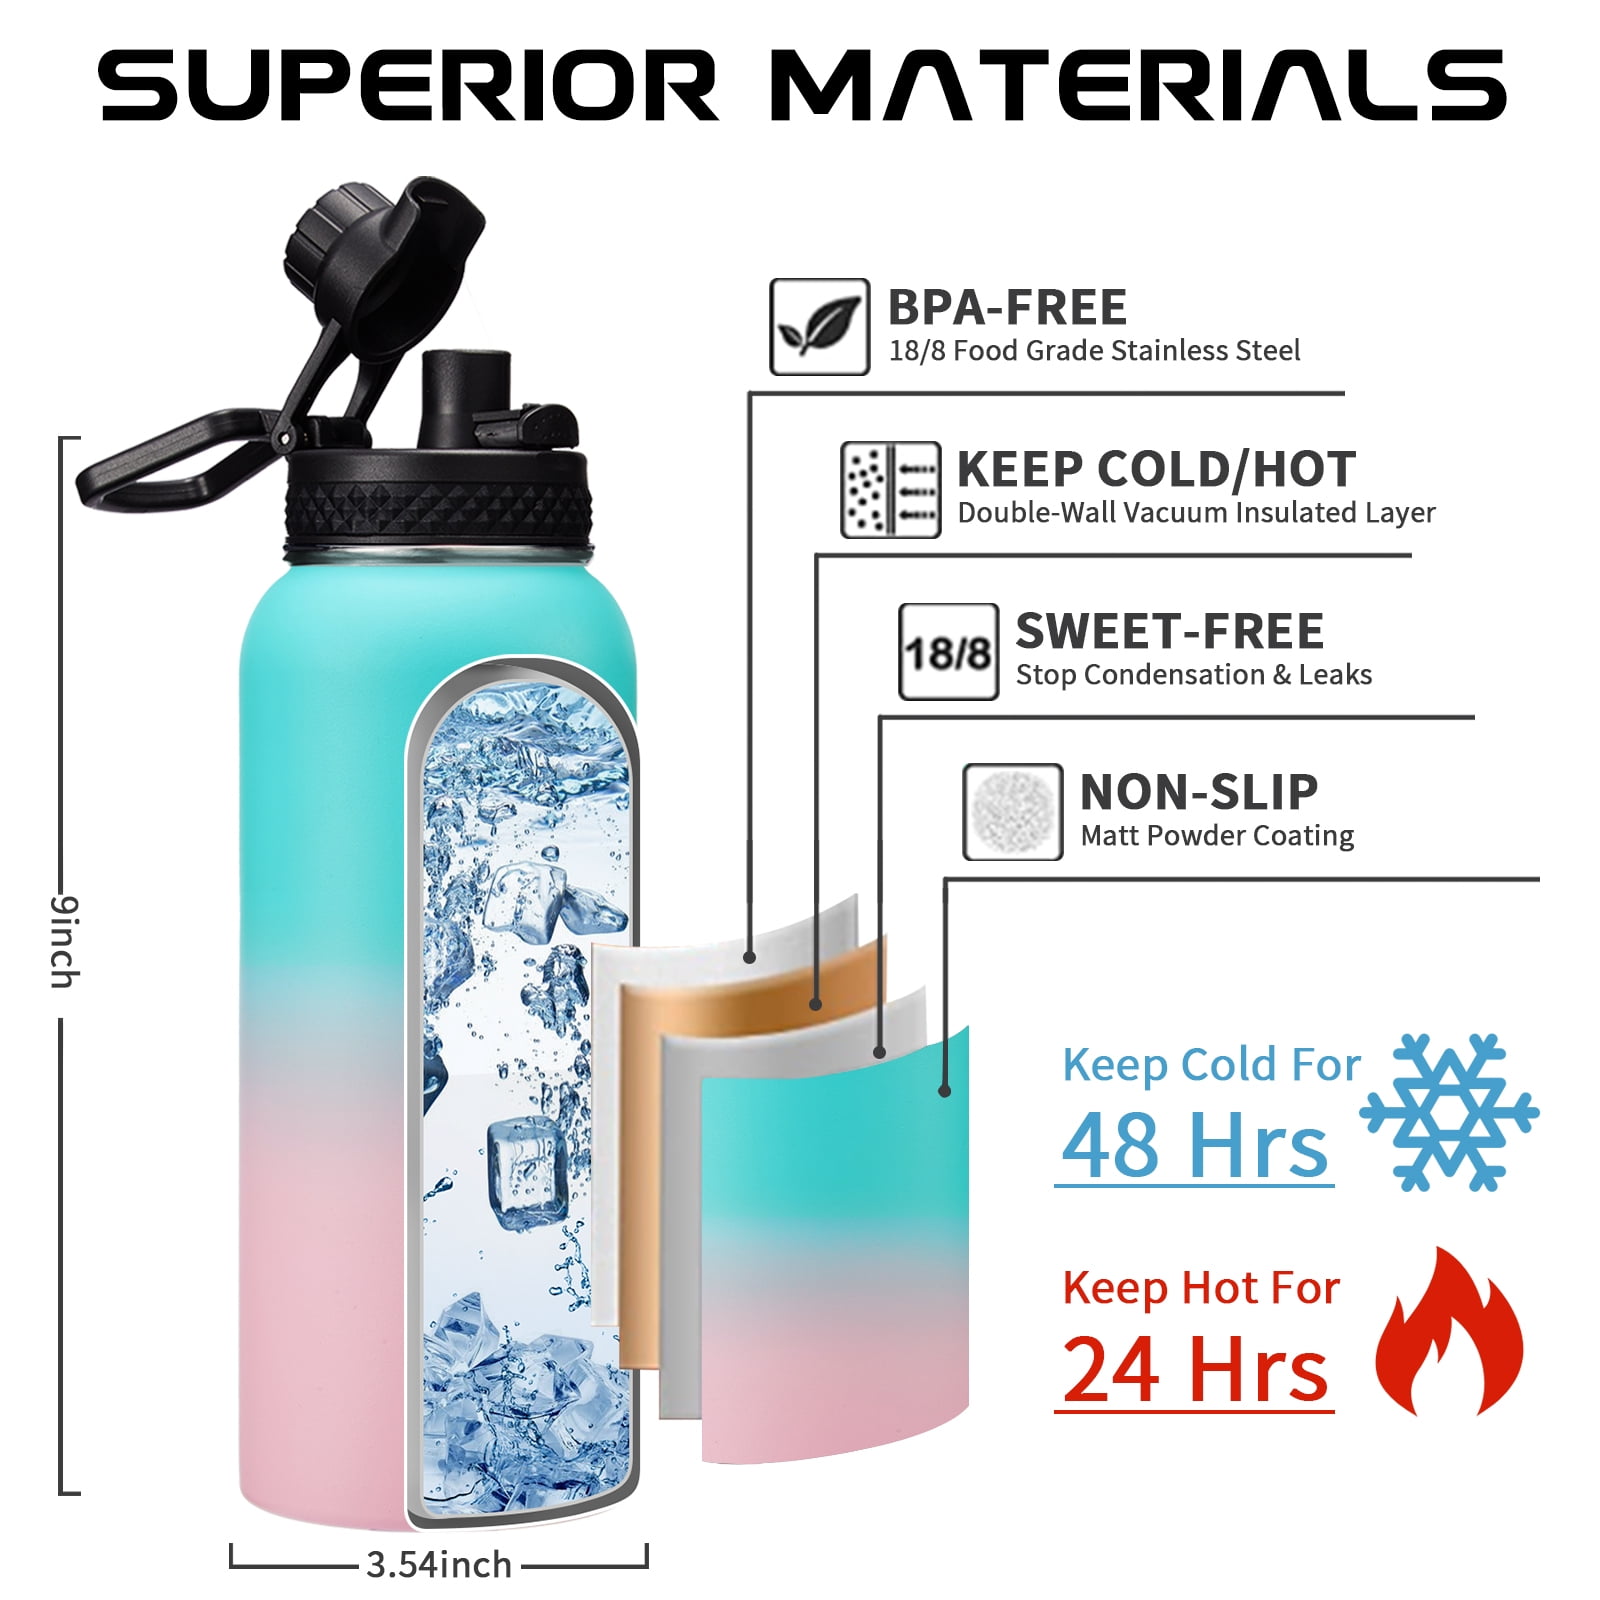 SUPERIOR MATERIALS
BPA-FREE
18/8 Food Grade Stainless Steel
KEEP COLD/HOT
Double-Wall Vacuum Insulated Layer
18/8
SWEET-FREE
Stop Condensation & Leaks
NON-SLIP
Matt Powder Coating
9inch
Keep Cold For
48 Hrs
Keep Hot For
24 Hrs
3.54inch